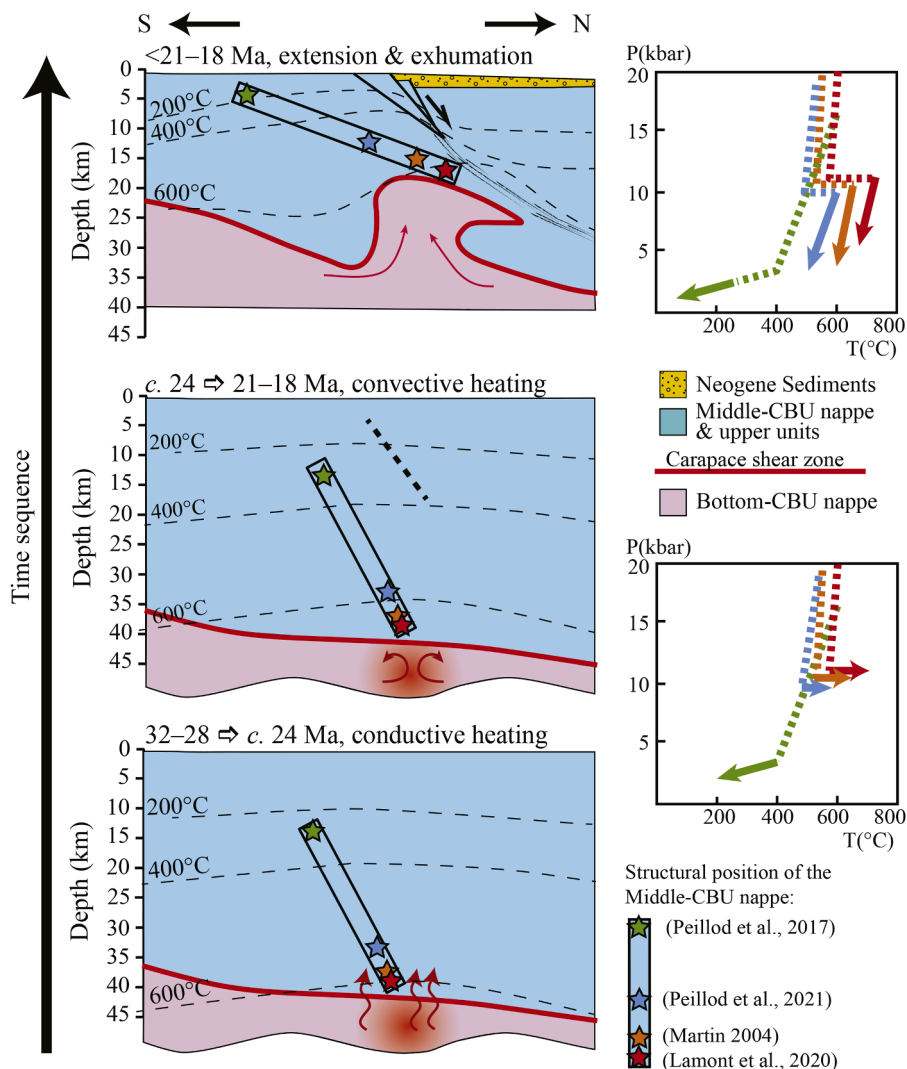 S
N
<21–18 Ma, extension & exhumation
Depth (km)
0
5
10
15
20
25
30
35
40
45
200°C
400°C
600°C
P(kbar)
20
10
5
200
400
600
800
T(°C)
Neogene Sediments
Middle-CBU nappe
& upper units
Carapace shear zone
Bottom-CBU nappe
Time sequence
c. 24 ⇨ 21–18 Ma, convective heating
Depth (km)
0
5
10
15
20
25
30
35
40
45
200°C
400°C
600°C
P(kbar)
20
10
5
200
400
600
800
T(°C)
32–28 ⇨ c. 24 Ma, conductive heating
Depth (km)
0
5
10
15
20
25
30
35
40
45
200°C
400°C
600°C
Structural position of the
Middle-CBU nappe:
(Peillod et al., 2017)
(Peillod et al., 2021)
(Martin 2004)
(Lamont et al., 2020)